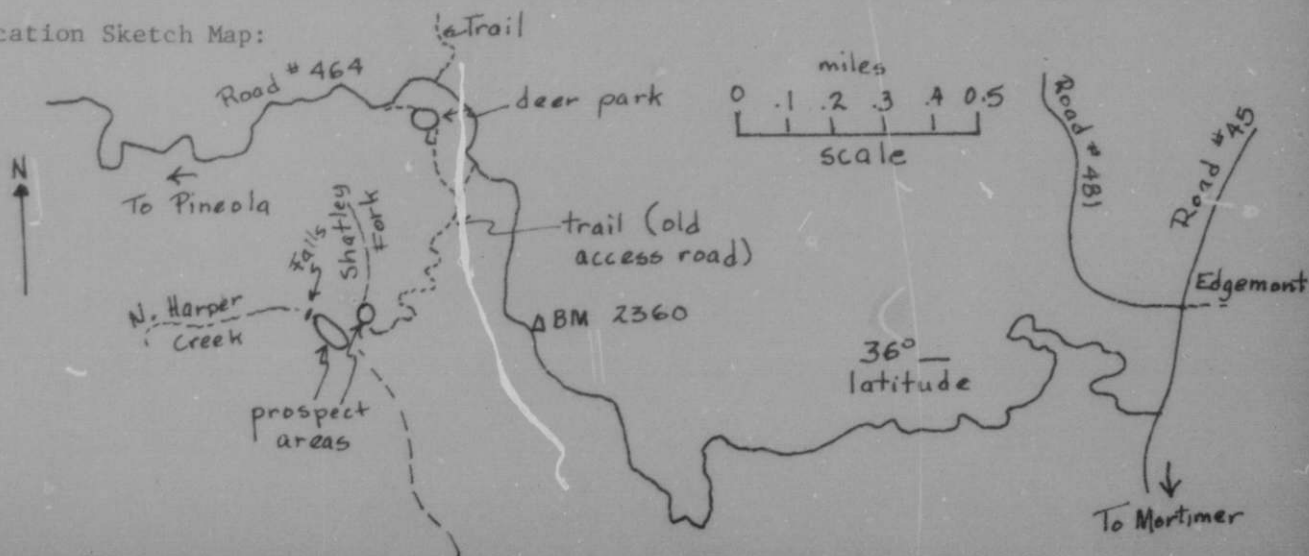 cation Sketch Map:
Trail
Road # 464
deer park
miles
0 .1 .2 .3 .4 0.5
scale
Road # 481
Road # 45
N
To Pineola
Shatley
Fork
Falls
trail (old
access road)
N. Harper
Creek
BM 2360
Edgemont
36°
latitude
prospect
areas
To Mortimer